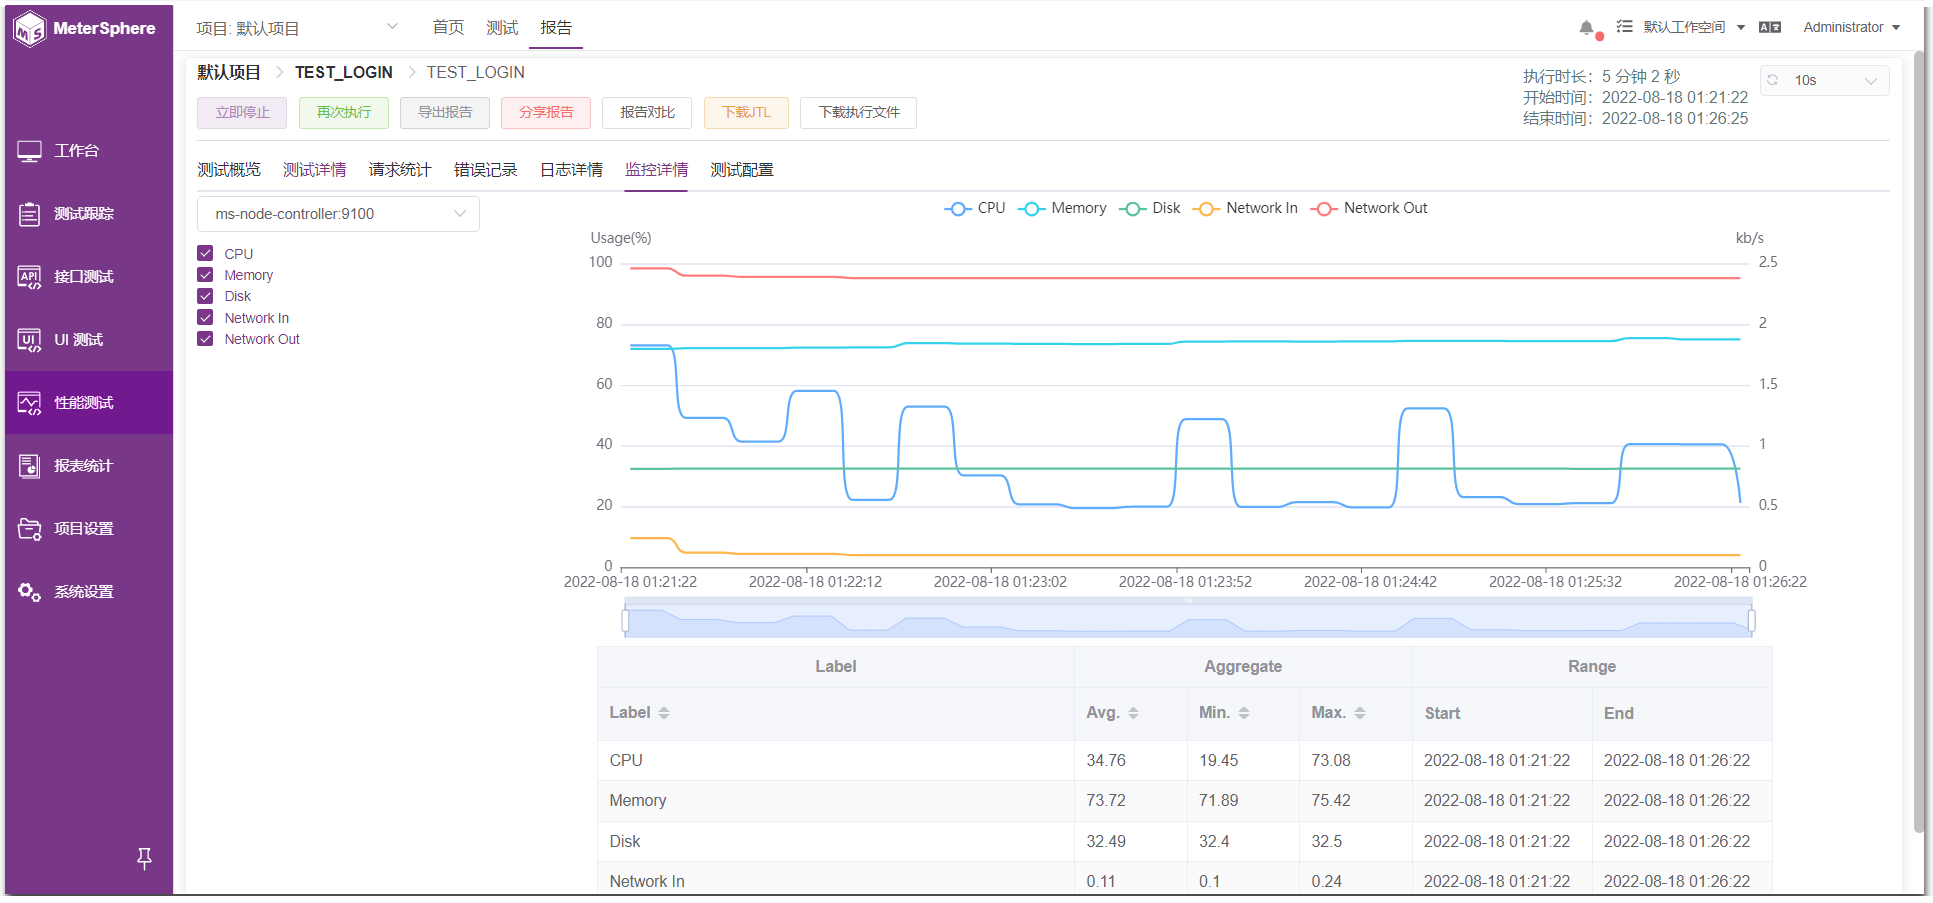 MeterSphere
项目: 默认项目
首页 测试 报告
默认工作空间
Administrator
默认项目 TEST_LOGIN TEST_LOGIN
执行时长: 5 分钟 2 秒
开始时间: 2022-08-18 01:21:22
结束时间: 2022-08-18 01:26:25
10s
立即停止 再次执行 导出报告 分享报告 报告对比 下载JTL 下载执行文件
工作台
测试跟踪
接口测试
UI 测试
性能测试
报表统计
项目设置
系统设置
测试概览 测试详情 请求统计 错误记录 日志详情 监控详情 测试配置
ms-node-controller:9100
CPU
Memory
Disk
Network In
Network Out
CPU Memory Disk Network In Network Out
Usage(%) kb/s
100 2.5
80 2
60 1.5
40 1
20 0.5
0 0
2022-08-18 01:21:22 2022-08-18 01:22:12 2022-08-18 01:23:02 2022-08-18 01:23:52 2022-08-18 01:24:42 2022-08-18 01:25:32 2022-08-18 01:26:22
Label Aggregate Range
Label Avg. Min. Max. Start End
CPU 34.76 19.45 73.08 2022-08-18 01:21:22 2022-08-18 01:26:22
Memory 73.72 71.89 75.42 2022-08-18 01:21:22 2022-08-18 01:26:22
Disk 32.49 32.4 32.5 2022-08-18 01:21:22 2022-08-18 01:26:22
Network In 0.11 0.1 0.24 2022-08-18 01:21:22 2022-08-18 01:26:22